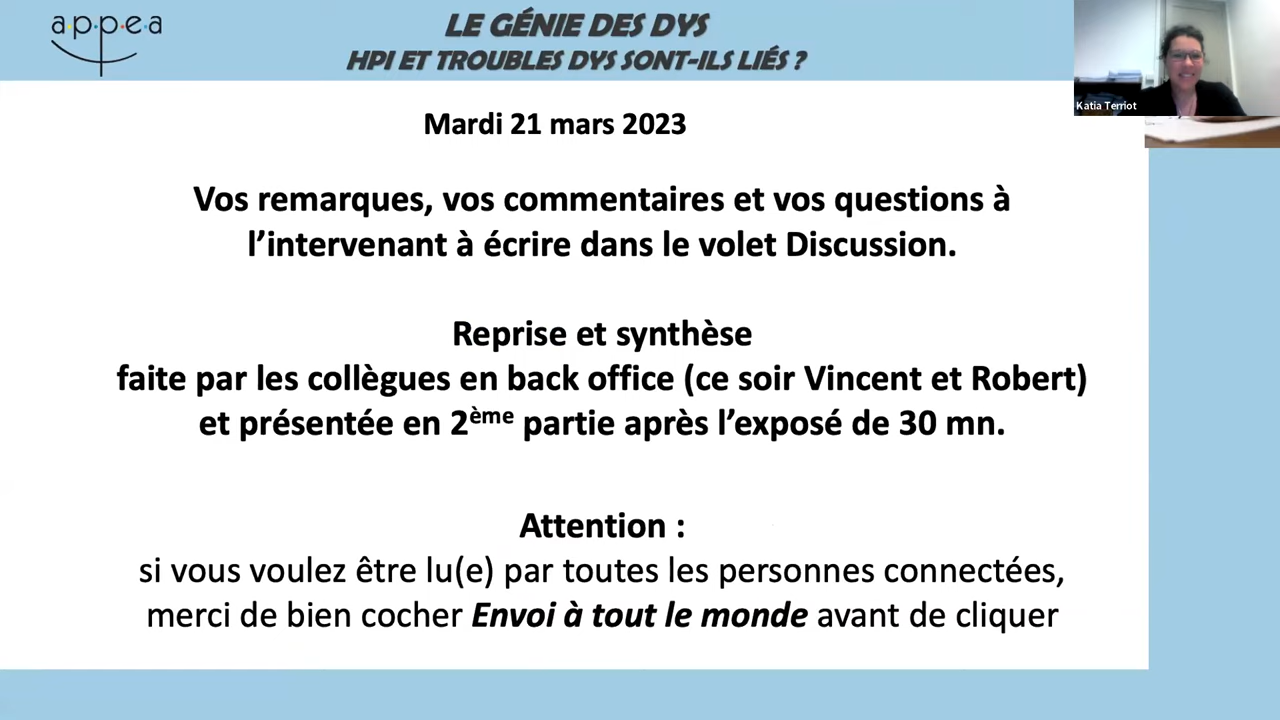 a·p·p·e·a
LE GÉNIE DES DYS
HPI ET TROUBLES DYS SONT-ILS LIÉS ?
Katia Terriot
Mardi 21 mars 2023
Vos remarques, vos commentaires et vos questions à
l’intervenant à écrire dans le volet Discussion.
Reprise et synthèse
faite par les collègues en back office (ce soir Vincent et Robert)
et présentée en 2ème partie après l’exposé de 30 mn.
Attention :
si vous voulez être lu(e) par toutes les personnes connectées,
merci de bien cocher Envoi à tout le monde avant de cliquer